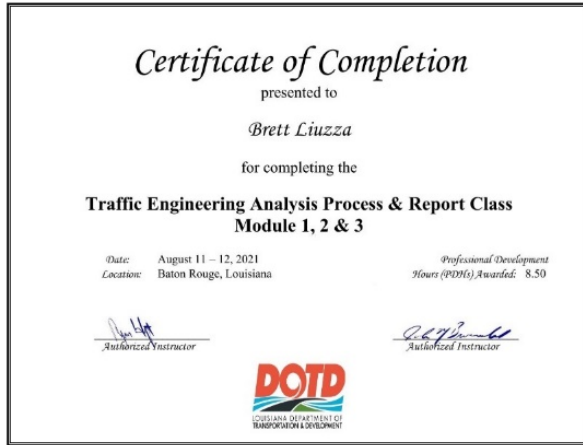 Certificate of Completion
presented to
Brett Liuzza
for completing the
Traffic Engineering Analysis Process & Report Class
Module 1, 2 & 3
Date: August 11 – 12, 2021
Location: Baton Rouge, Louisiana
Professional Development
Hours (PDHs) Awarded: 8.50
Authorized Instructor
Authorized Instructor
DOTD
LOUISIANA DEPARTMENT OF
TRANSPORTATION & DEVELOPMENT